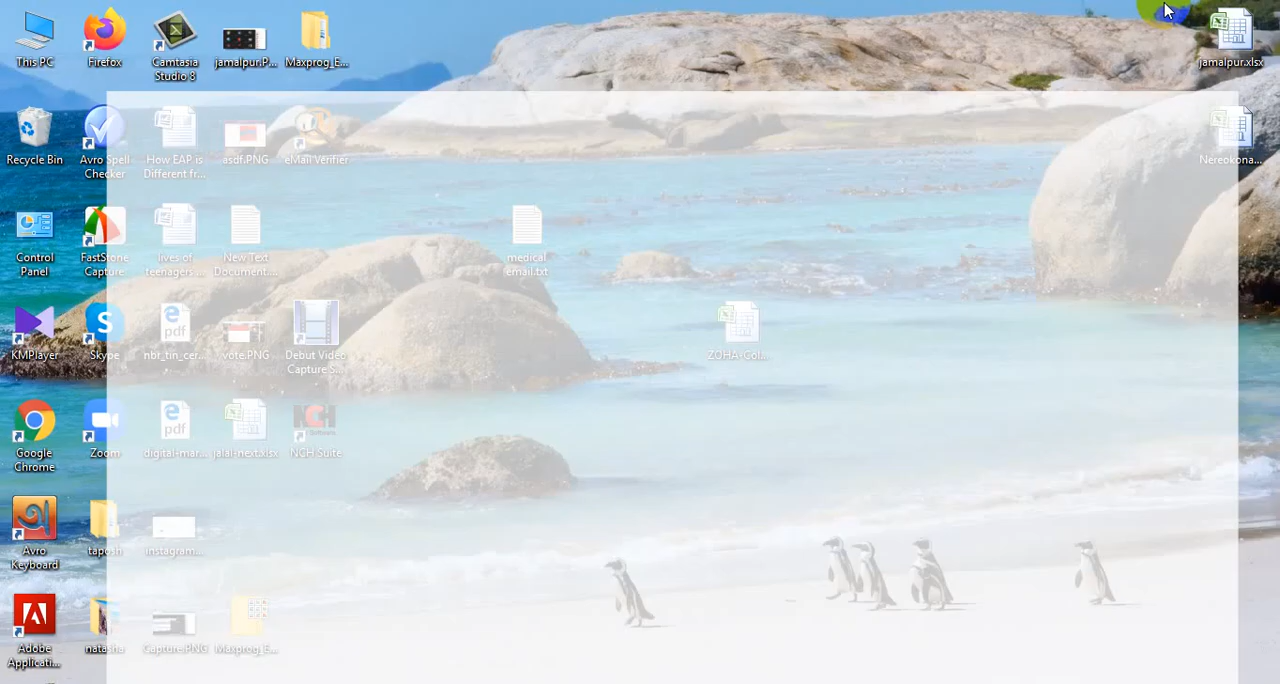 This PC
Firefox
Camtasia
Studio 8
jamalpur.P...
Maxprog_E...
jamalpur.xlsx
Recycle Bin
Avro Spell
Checker
How EAP is
Different fr...
asdf.PNG
eMail Verifier
Nereokona...
Control
Panel
FastStone
Capture
lives of
teenagers ...
New Text
Document....
medical
email.txt
KMPlayer
Skype
nbr_tin_cer...
vote.PNG
Debut Video
Capture S...
ZOHA-Col...
Google
Chrome
Zoom
digital-mar...
jalal-next.xlsx
NCH Suite
Avro
Keyboard
taposh
instagram...
Adobe
Applicati...
natasha
Capture.PNG
Maxprog_E...